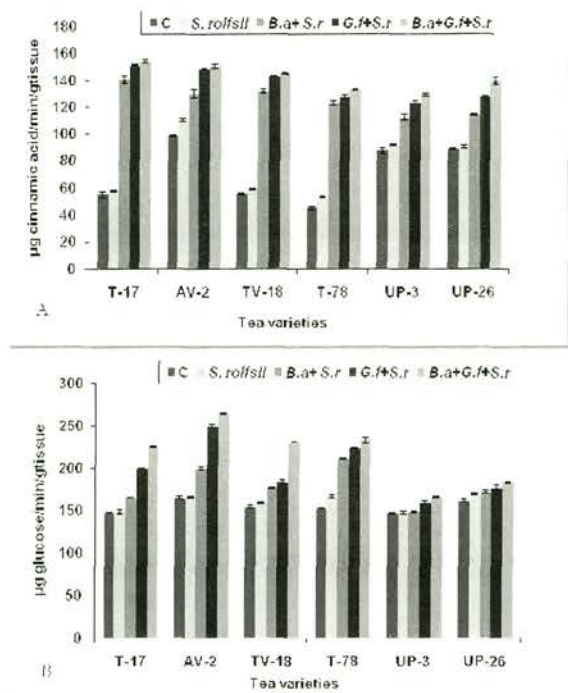 C S. rolfsii B.a+ S.r G.f+S.r B.a+G.f+S.r
180
160
140
120
100
80
60
40
20
0
µg cinnamic acid/min/gtissue
T-17 AV-2 TV-18 T-78 UP-3 UP-26
A
Tea varieties
C S. rolfsii B.a+ S.r G.f+S.r B.a+G.f+S.r
300
250
200
150
100
50
0
µg glucose/min/gtissue
T-17 AV-2 TV-18 T-78 UP-3 UP-26
B
Tea varieties